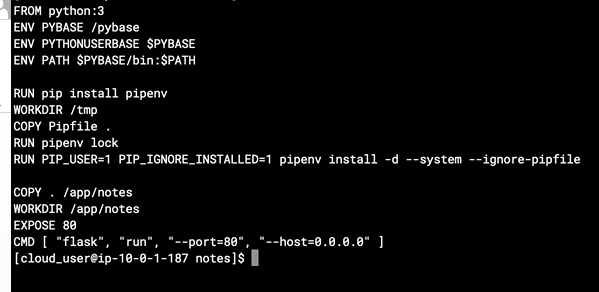 FROM python:3
ENV PYBASE /pybase
ENV PYTHONUSERBASE $PYBASE
ENV PATH $PYBASE/bin:$PATH
RUN pip install pipenv
WORKDIR /tmp
COPY Pipfile .
RUN pipenv lock
RUN PIP_USER=1 PIP_IGNORE_INSTALLED=1 pipenv install -d --system --ignore-pipfile
COPY . /app/notes
WORKDIR /app/notes
EXPOSE 80
CMD [ "flask", "run", "--port=80", "--host=0.0.0.0" ]
[cloud_user@ip-10-0-1-187 notes]$